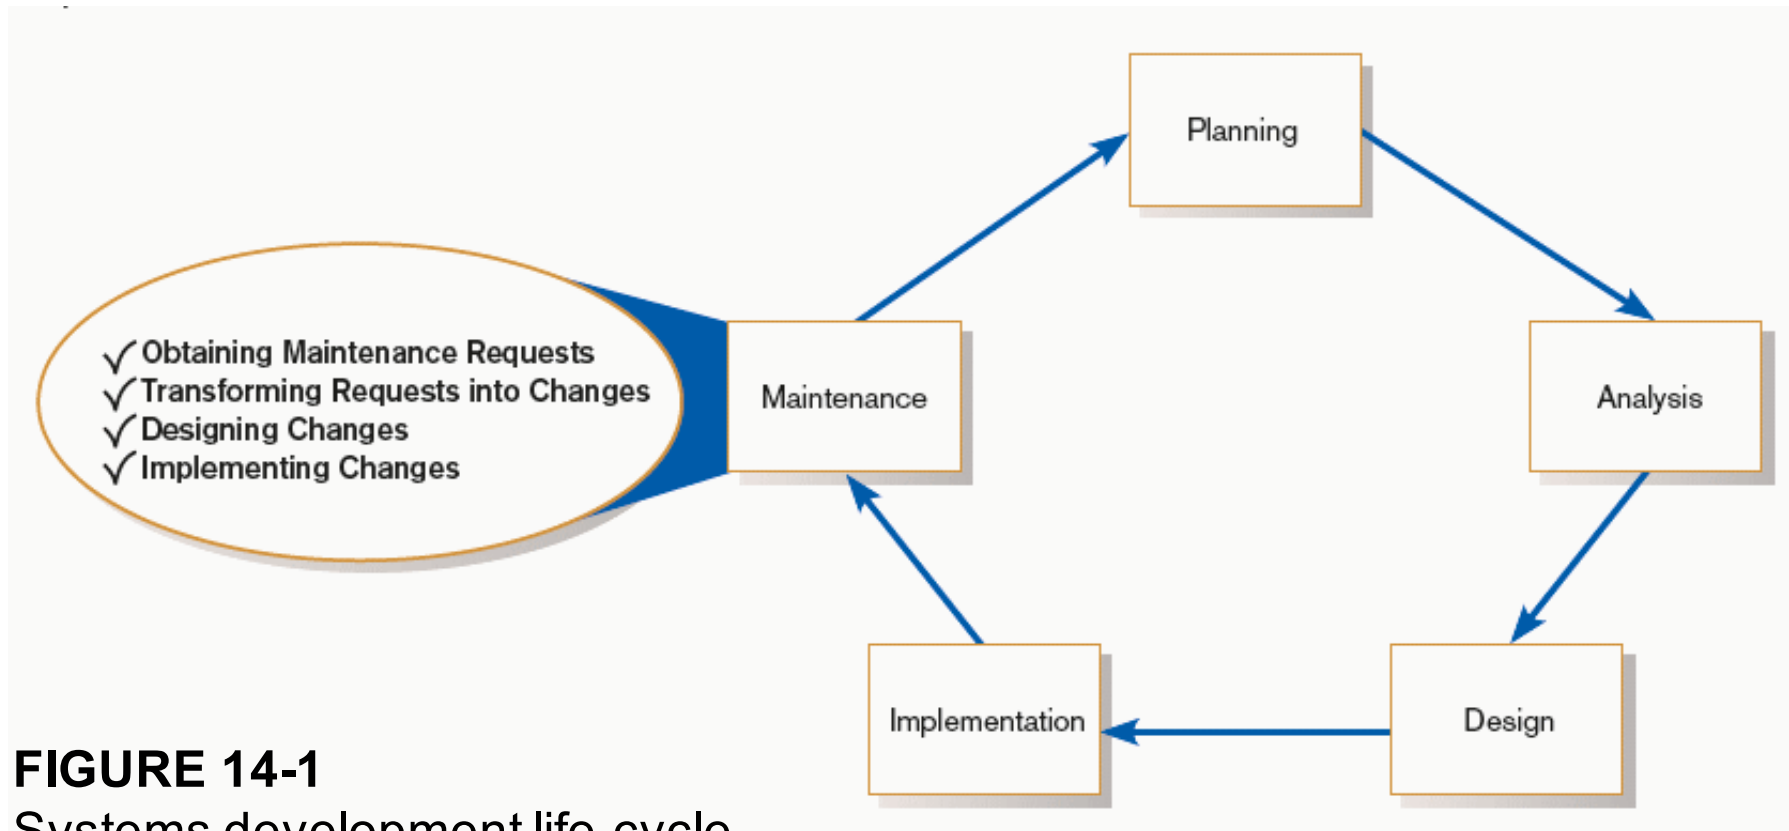 Planning
✓ Obtaining Maintenance Requests
✓ Transforming Requests into Changes
✓ Designing Changes
✓ Implementing Changes
Maintenance
Analysis
Implementation
Design
FIGURE 14-1
Systems development life cycle